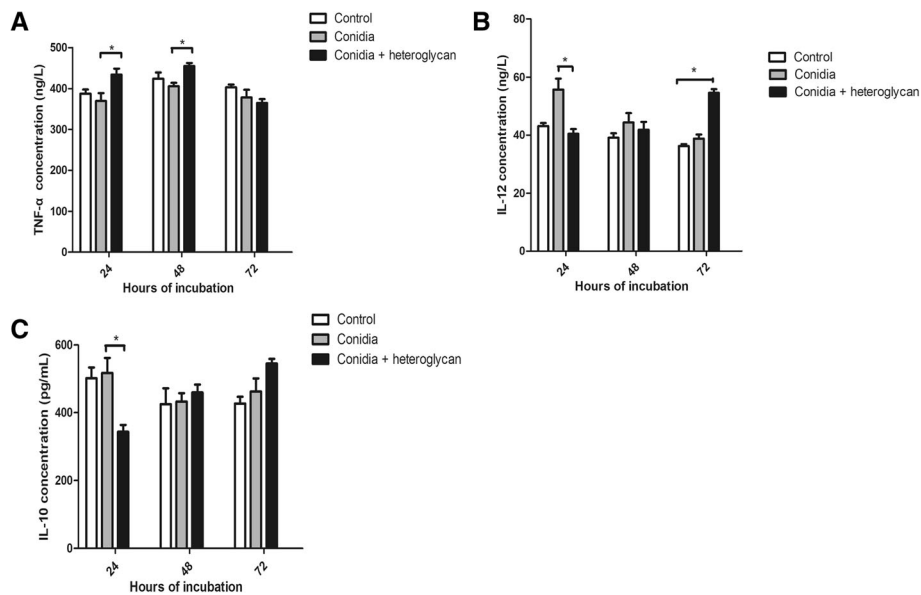 A
Control
Conidia
Conidia + heteroglycan
TNF-α concentration (ng/L)
500
400
300
200
100
0
*
*
24
48
72
Hours of incubation
B
Control
Conidia
Conidia + heteroglycan
IL-12 concentration (ng/L)
80
60
40
20
0
*
*
24
48
72
Hours of incubation
C
Control
Conidia
Conidia + heteroglycan
IL-10 concentration (pg/mL)
600
400
200
0
*
24
48
72
Hours of incubation